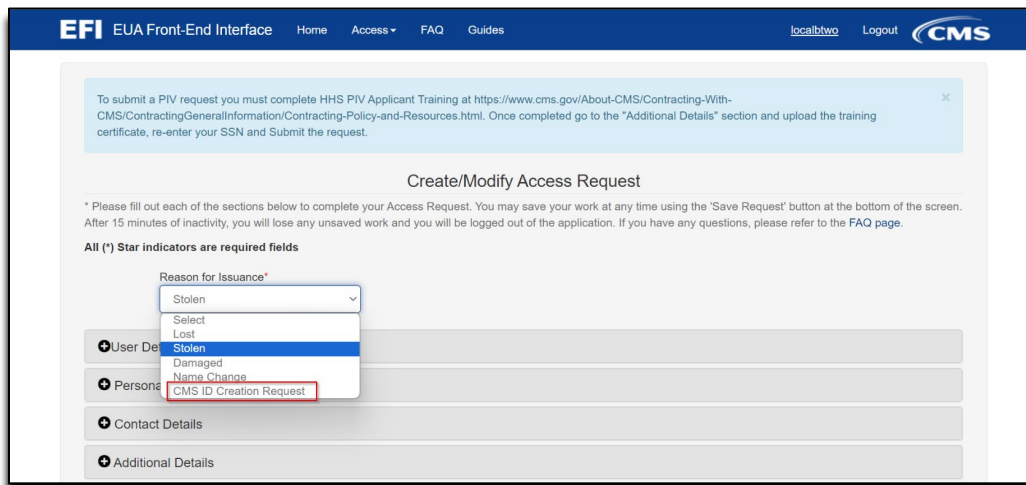 EFI EUA Front-End Interface Home Access FAQ Guides localbtwo Logout CMS
To submit a PIV request you must complete HHS PIV Applicant Training at https://www.cms.gov/About-CMS/Contracting-With-
CMS/ContractingGeneralInformation/Contracting-Policy-and-Resources.html. Once completed go to the "Additional Details" section and upload the training
certificate, re-enter your SSN and Submit the request.
×
Create/Modify Access Request
* Please fill out each of the sections below to complete your Access Request. You may save your work at any time using the 'Save Request' button at the bottom of the screen.
After 15 minutes of inactivity, you will lose any unsaved work and you will be logged out of the application. If you have any questions, please refer to the FAQ page.
All (*) Star indicators are required fields
Reason for Issuance*
Stolen
Select
Lost
Stolen
Damaged
Name Change
CMS ID Creation Request
User De
Persona
Contact Details
Additional Details